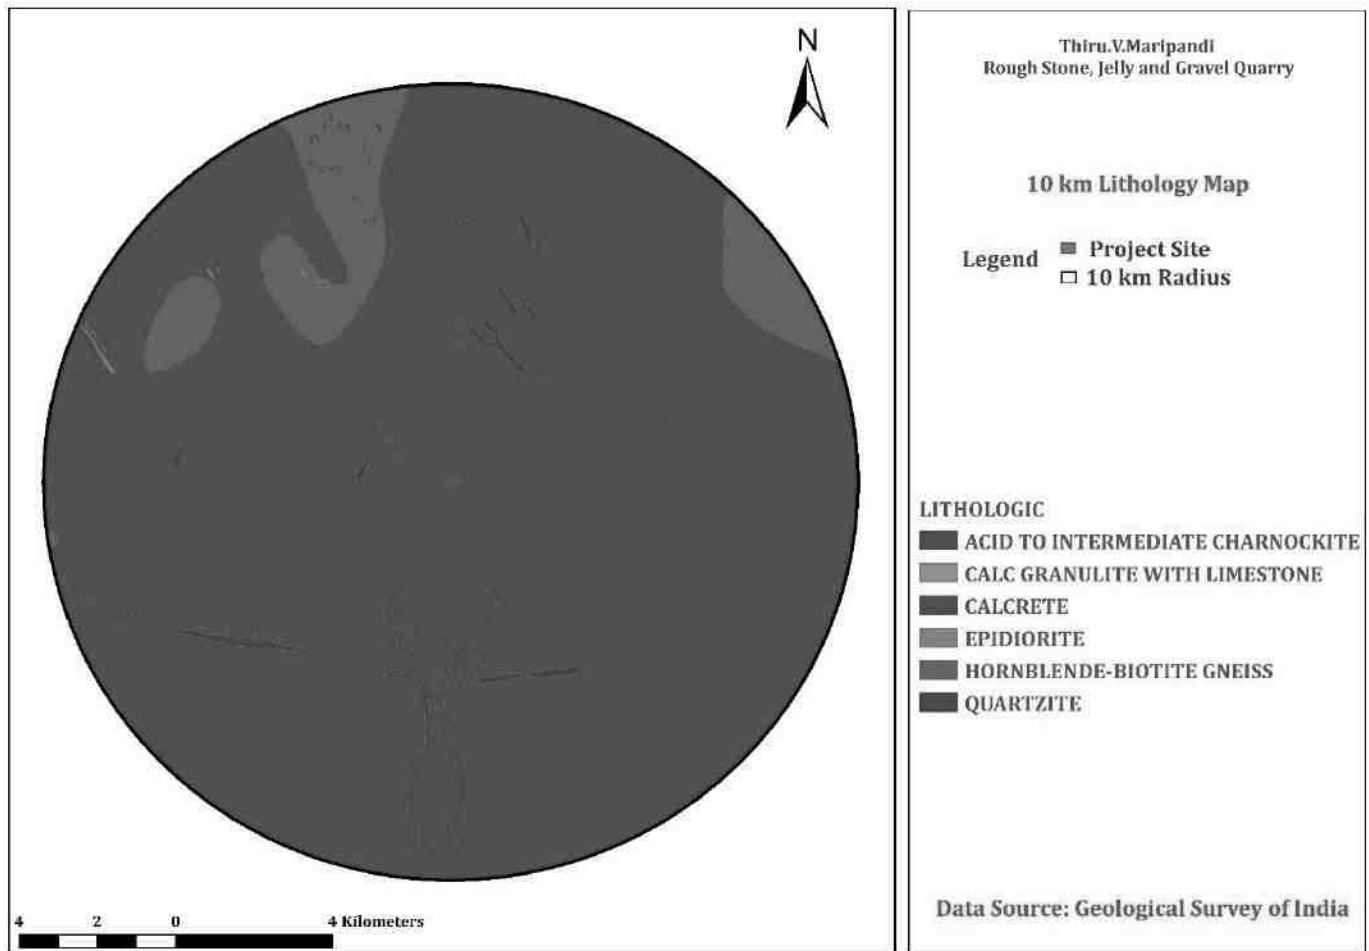 N
4 2 0 4 Kilometers
Thiru.V.Maripandi
Rough Stone, Jelly and Gravel Quarry
10 km Lithology Map
Legend
Project Site
10 km Radius
LITHOLOGIC
ACID TO INTERMEDIATE CHARNOCKITE
CALC GRANULITE WITH LIMESTONE
CALCRETE
EPIDIORITE
HORNBLENDE-BIOTITE GNEISS
QUARTZITE
Data Source: Geological Survey of India